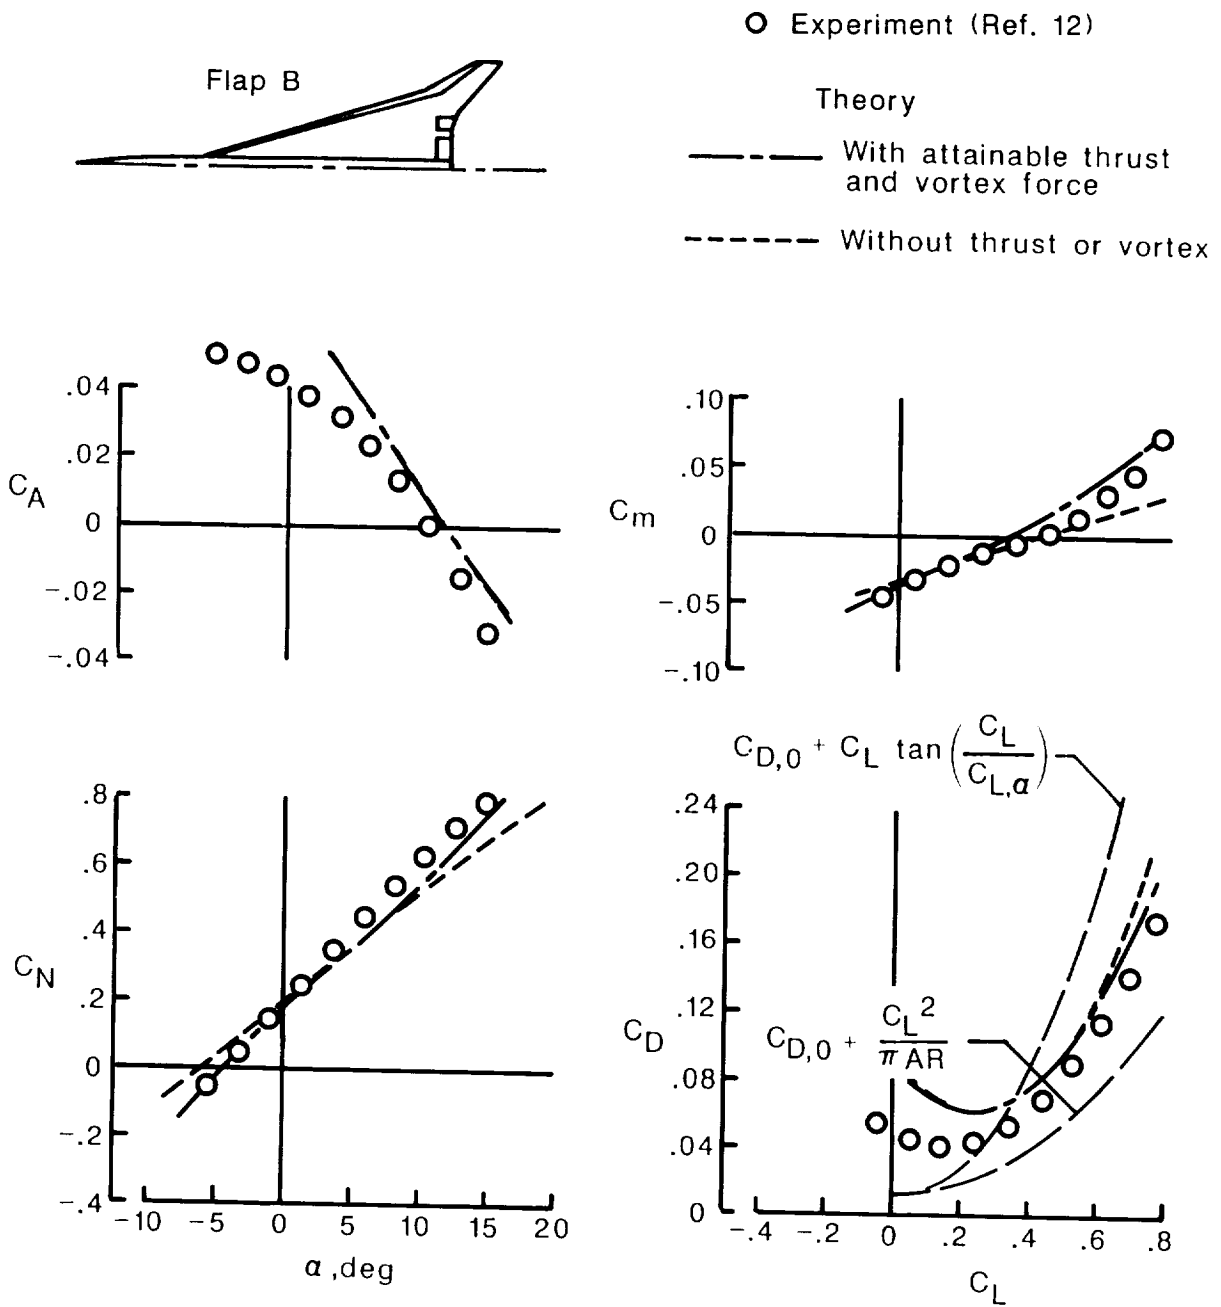 Experiment (Ref. 12)
Flap B
Theory
With attainable thrust
and vortex force
Without thrust or vortex
.04
.02
C_A
0
-.02
-.04
.10
.05
C_m
0
-.05
-.10
.8
.6
.4
C_N
.2
0
-.2
-.4
-10 -5 0 5 10 15 20
α,deg
C_D,0 + C_L tan(C_L/C_L,α)
.24
.20
.16
.12
C_D
C_D,0 + C_L²/π AR
.08
.04
0
-.4 -.2 0 .2 .4 .6 .8
C_L